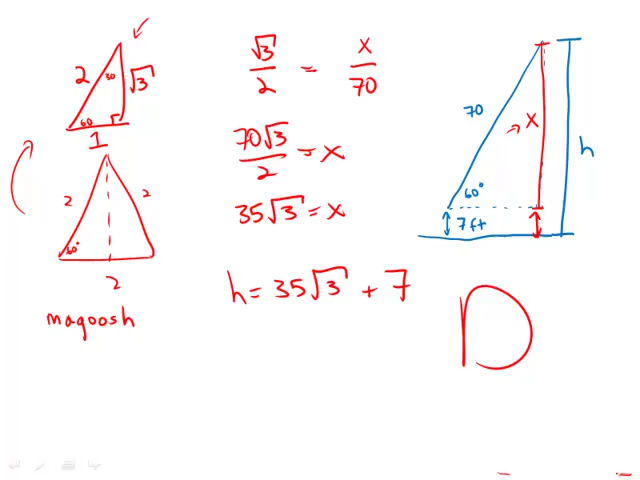 2
30
√3
60
1
2
2
60°
2
magoosh
√3/2 = x/70
70√3/2 = x
35√3 = x
h = 35√3 + 7
70
x
h
60°
7ft
D